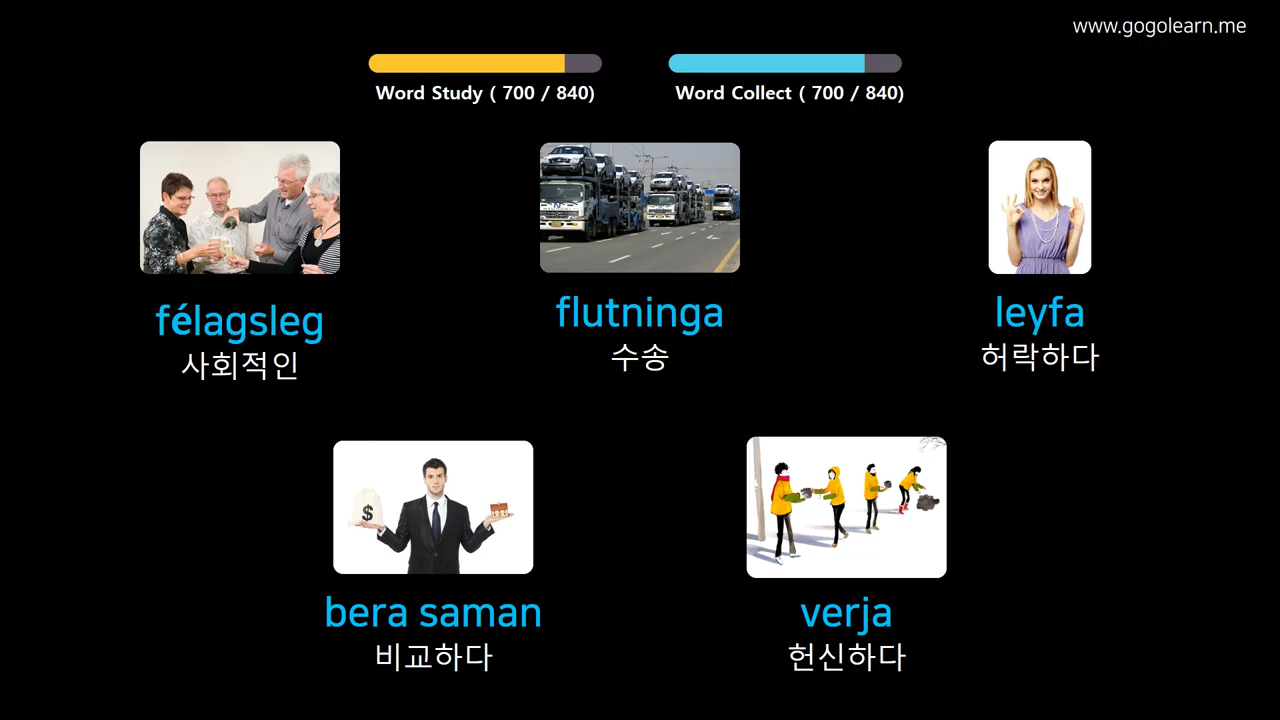 www.gogolearn.me
Word Study ( 700 / 840)
Word Collect ( 700 / 840)
félagsleg
사회적인
flutninga
수송
leyfa
허락하다
$
bera saman
비교하다
verja
헌신하다